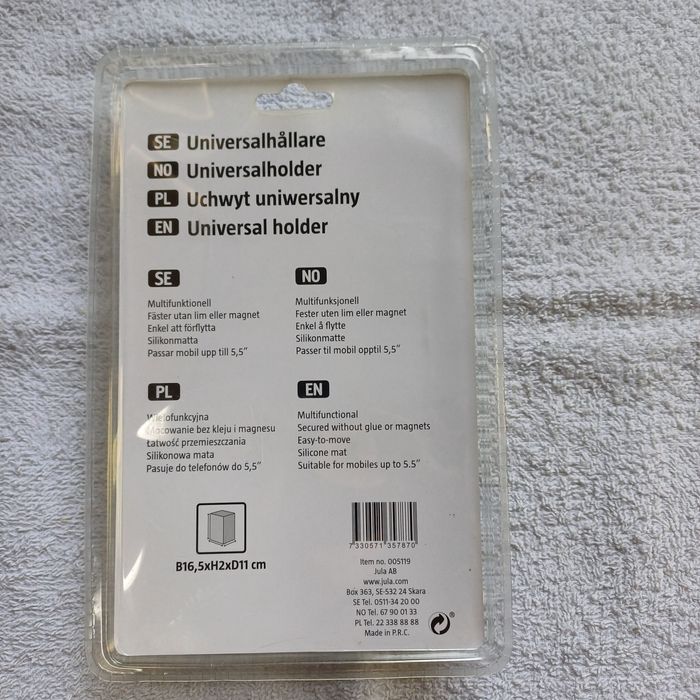 SE Universalhållare
NO Universalholder
PL Uchwyt uniwersalny
EN Universal holder
SE
Multifunktionell
Fäster utan lim eller magnet
Enkel att förflytta
Silikonmatta
Passar mobil upp till 5,5”
NO
Multifunksjonell
Fester uten lim eller magnet
Enkel å flytte
Silikonmatte
Passer til mobil opptil 5,5”
PL
Wielofunkcyjna
Mocowanie bez kleju i magnesu
Łatwość przemieszczania
Silikonowa mata
Pasuje do telefonów do 5,5”
EN
Multifunctional
Secured without glue or magnets
Easy-to-move
Silicone mat
Suitable for mobiles up to 5.5”
B16,5xH2xD11 cm
7 330571 357870
Item no. 005119
Jula AB
www.jula.com
Box 363, SE-532 24 Skara
SE Tel. 0511-34 20 00
NO Tel. 67 90 01 33
PL Tel. 22 338 88 88
Made in P.R.C.
®